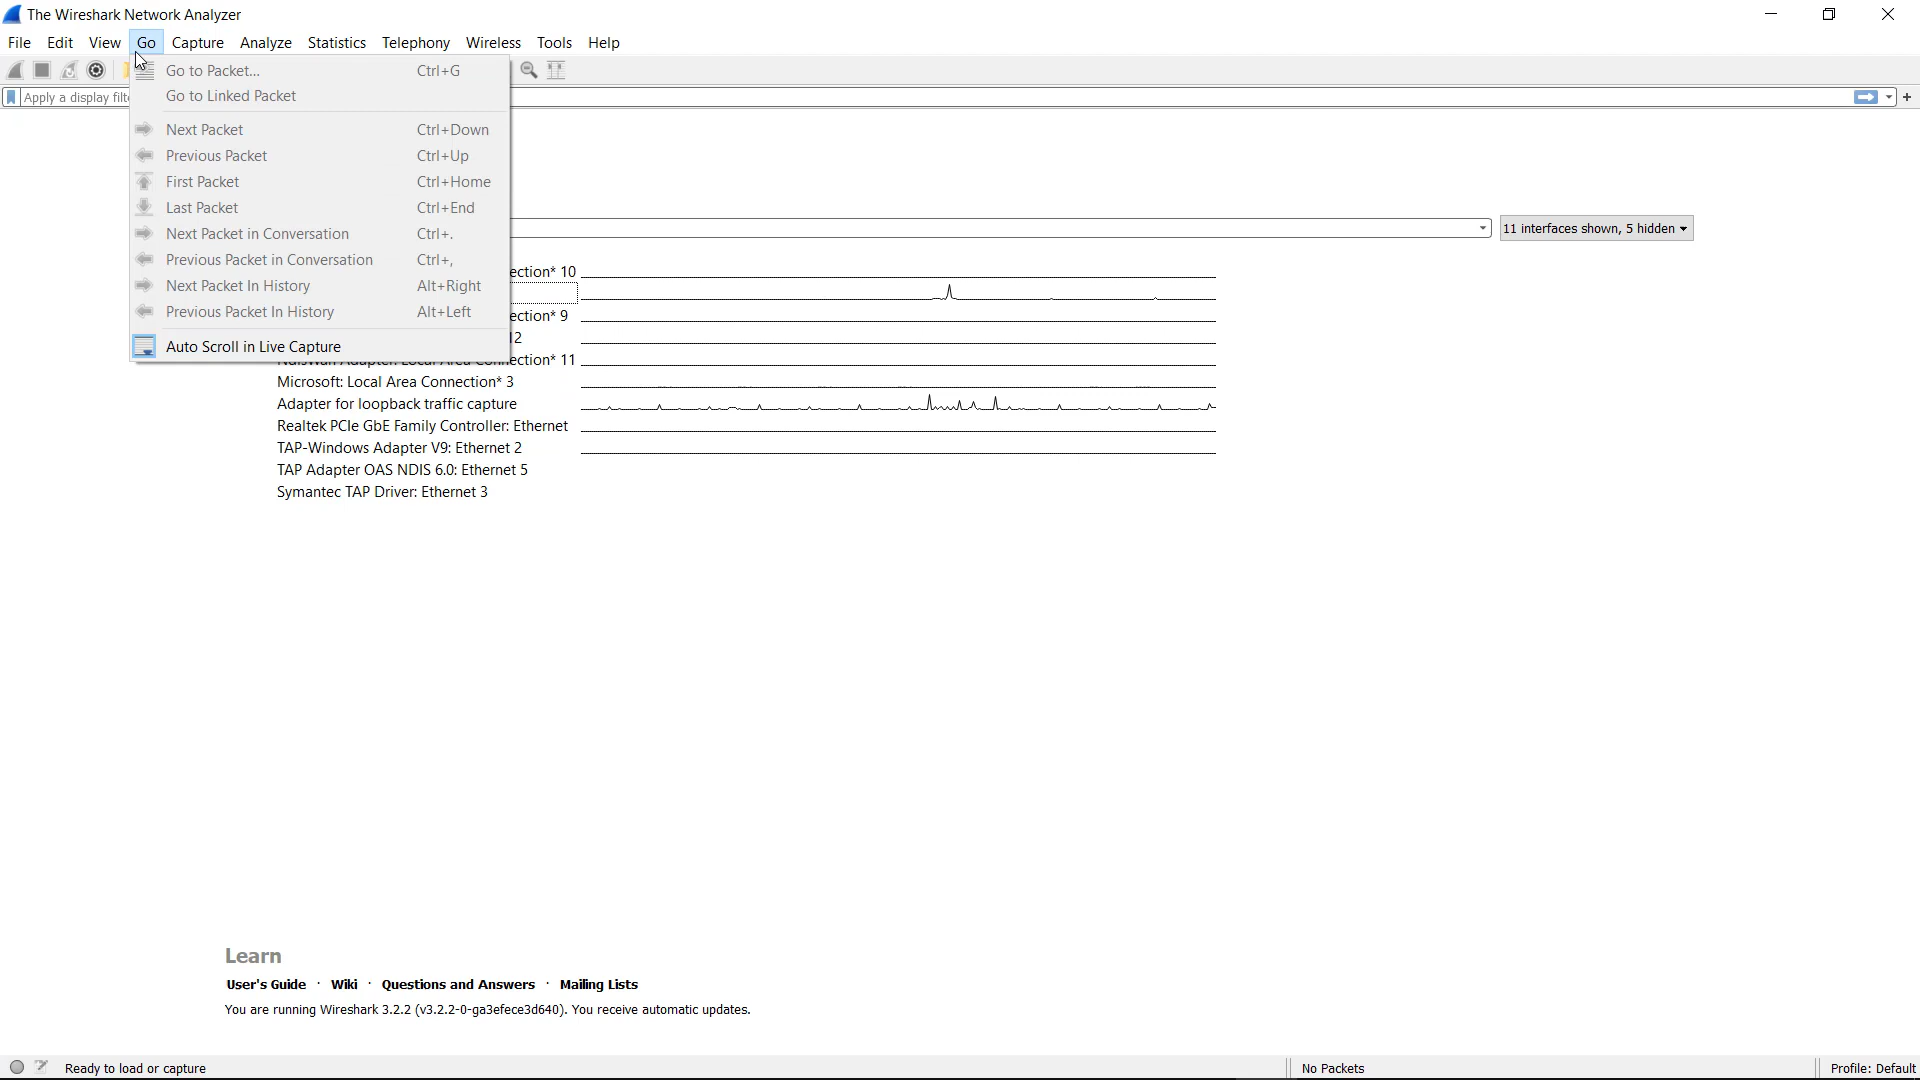 The Wireshark Network Analyzer
File Edit View Go Capture Analyze Statistics Telephony Wireless Tools Help
Go to Packet... Ctrl+G
Apply a display filt
Go to Linked Packet
Next Packet Ctrl+Down
Previous Packet Ctrl+Up
First Packet Ctrl+Home
Last Packet Ctrl+End
11 interfaces shown, 5 hidden
Next Packet in Conversation Ctrl+.
Previous Packet in Conversation Ctrl+,
ection* 10
Next Packet In History Alt+Right
Previous Packet In History Alt+Left
ection* 9
12
Auto Scroll in Live Capture
ection* 11
Microsoft: Local Area Connection* 3
Adapter for loopback traffic capture
Realtek PCIe GbE Family Controller: Ethernet
TAP-Windows Adapter V9: Ethernet 2
TAP Adapter OAS NDIS 6.0: Ethernet 5
Symantec TAP Driver: Ethernet 3
Learn
User's Guide · Wiki · Questions and Answers · Mailing Lists
You are running Wireshark 3.2.2 (v3.2.2-0-ga3efece3d640). You receive automatic updates.
Ready to load or capture No Packets Profile: Default